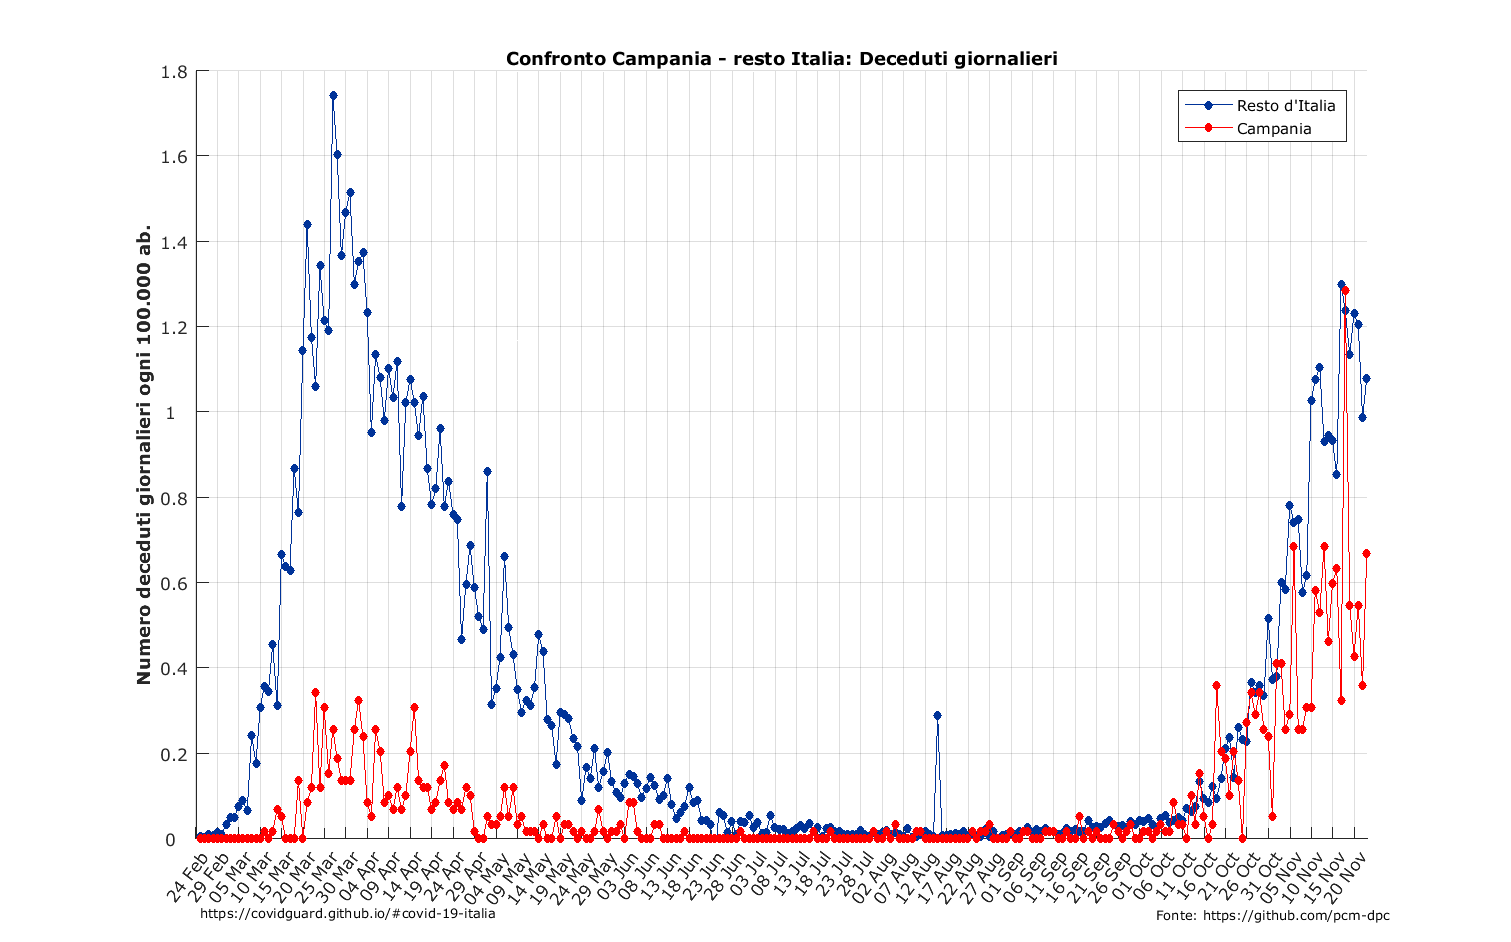 Confronto Campania - resto Italia: Deceduti giornalieri
Numero deceduti giornalieri ogni 100.000 ab.
1.8
1.6
1.4
1.2
1
0.8
0.6
0.4
0.2
0
Resto d'Italia
Campania
24 Feb
29 Feb
05 Mar
10 Mar
15 Mar
20 Mar
25 Mar
30 Mar
04 Apr
09 Apr
14 Apr
19 Apr
24 Apr
29 Apr
04 May
09 May
14 May
19 May
24 May
29 May
03 Jun
08 Jun
13 Jun
18 Jun
23 Jun
28 Jun
03 Jul
08 Jul
13 Jul
18 Jul
23 Jul
28 Jul
02 Aug
07 Aug
12 Aug
17 Aug
22 Aug
27 Aug
01 Sep
06 Sep
11 Sep
16 Sep
21 Sep
26 Sep
01 Oct
06 Oct
11 Oct
16 Oct
21 Oct
26 Oct
31 Oct
05 Nov
10 Nov
15 Nov
20 Nov
https://covidguard.github.io/#covid-19-italia
Fonte: https://github.com/pcm-dpc